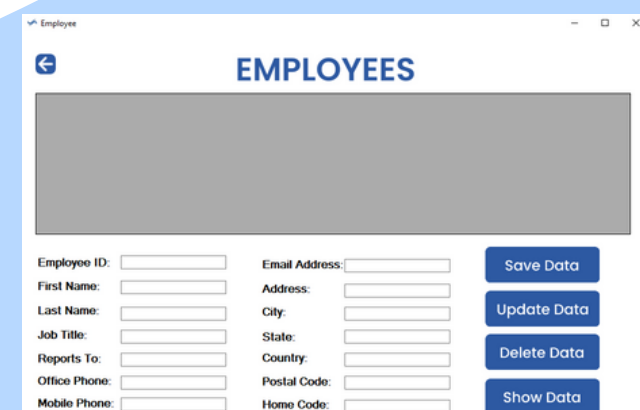 Employee
EMPLOYEES
Employee ID:
First Name:
Last Name:
Job Title:
Reports To:
Office Phone:
Mobile Phone:
Email Address:
Address:
City:
State:
Country:
Postal Code:
Home Code:
Save Data
Update Data
Delete Data
Show Data